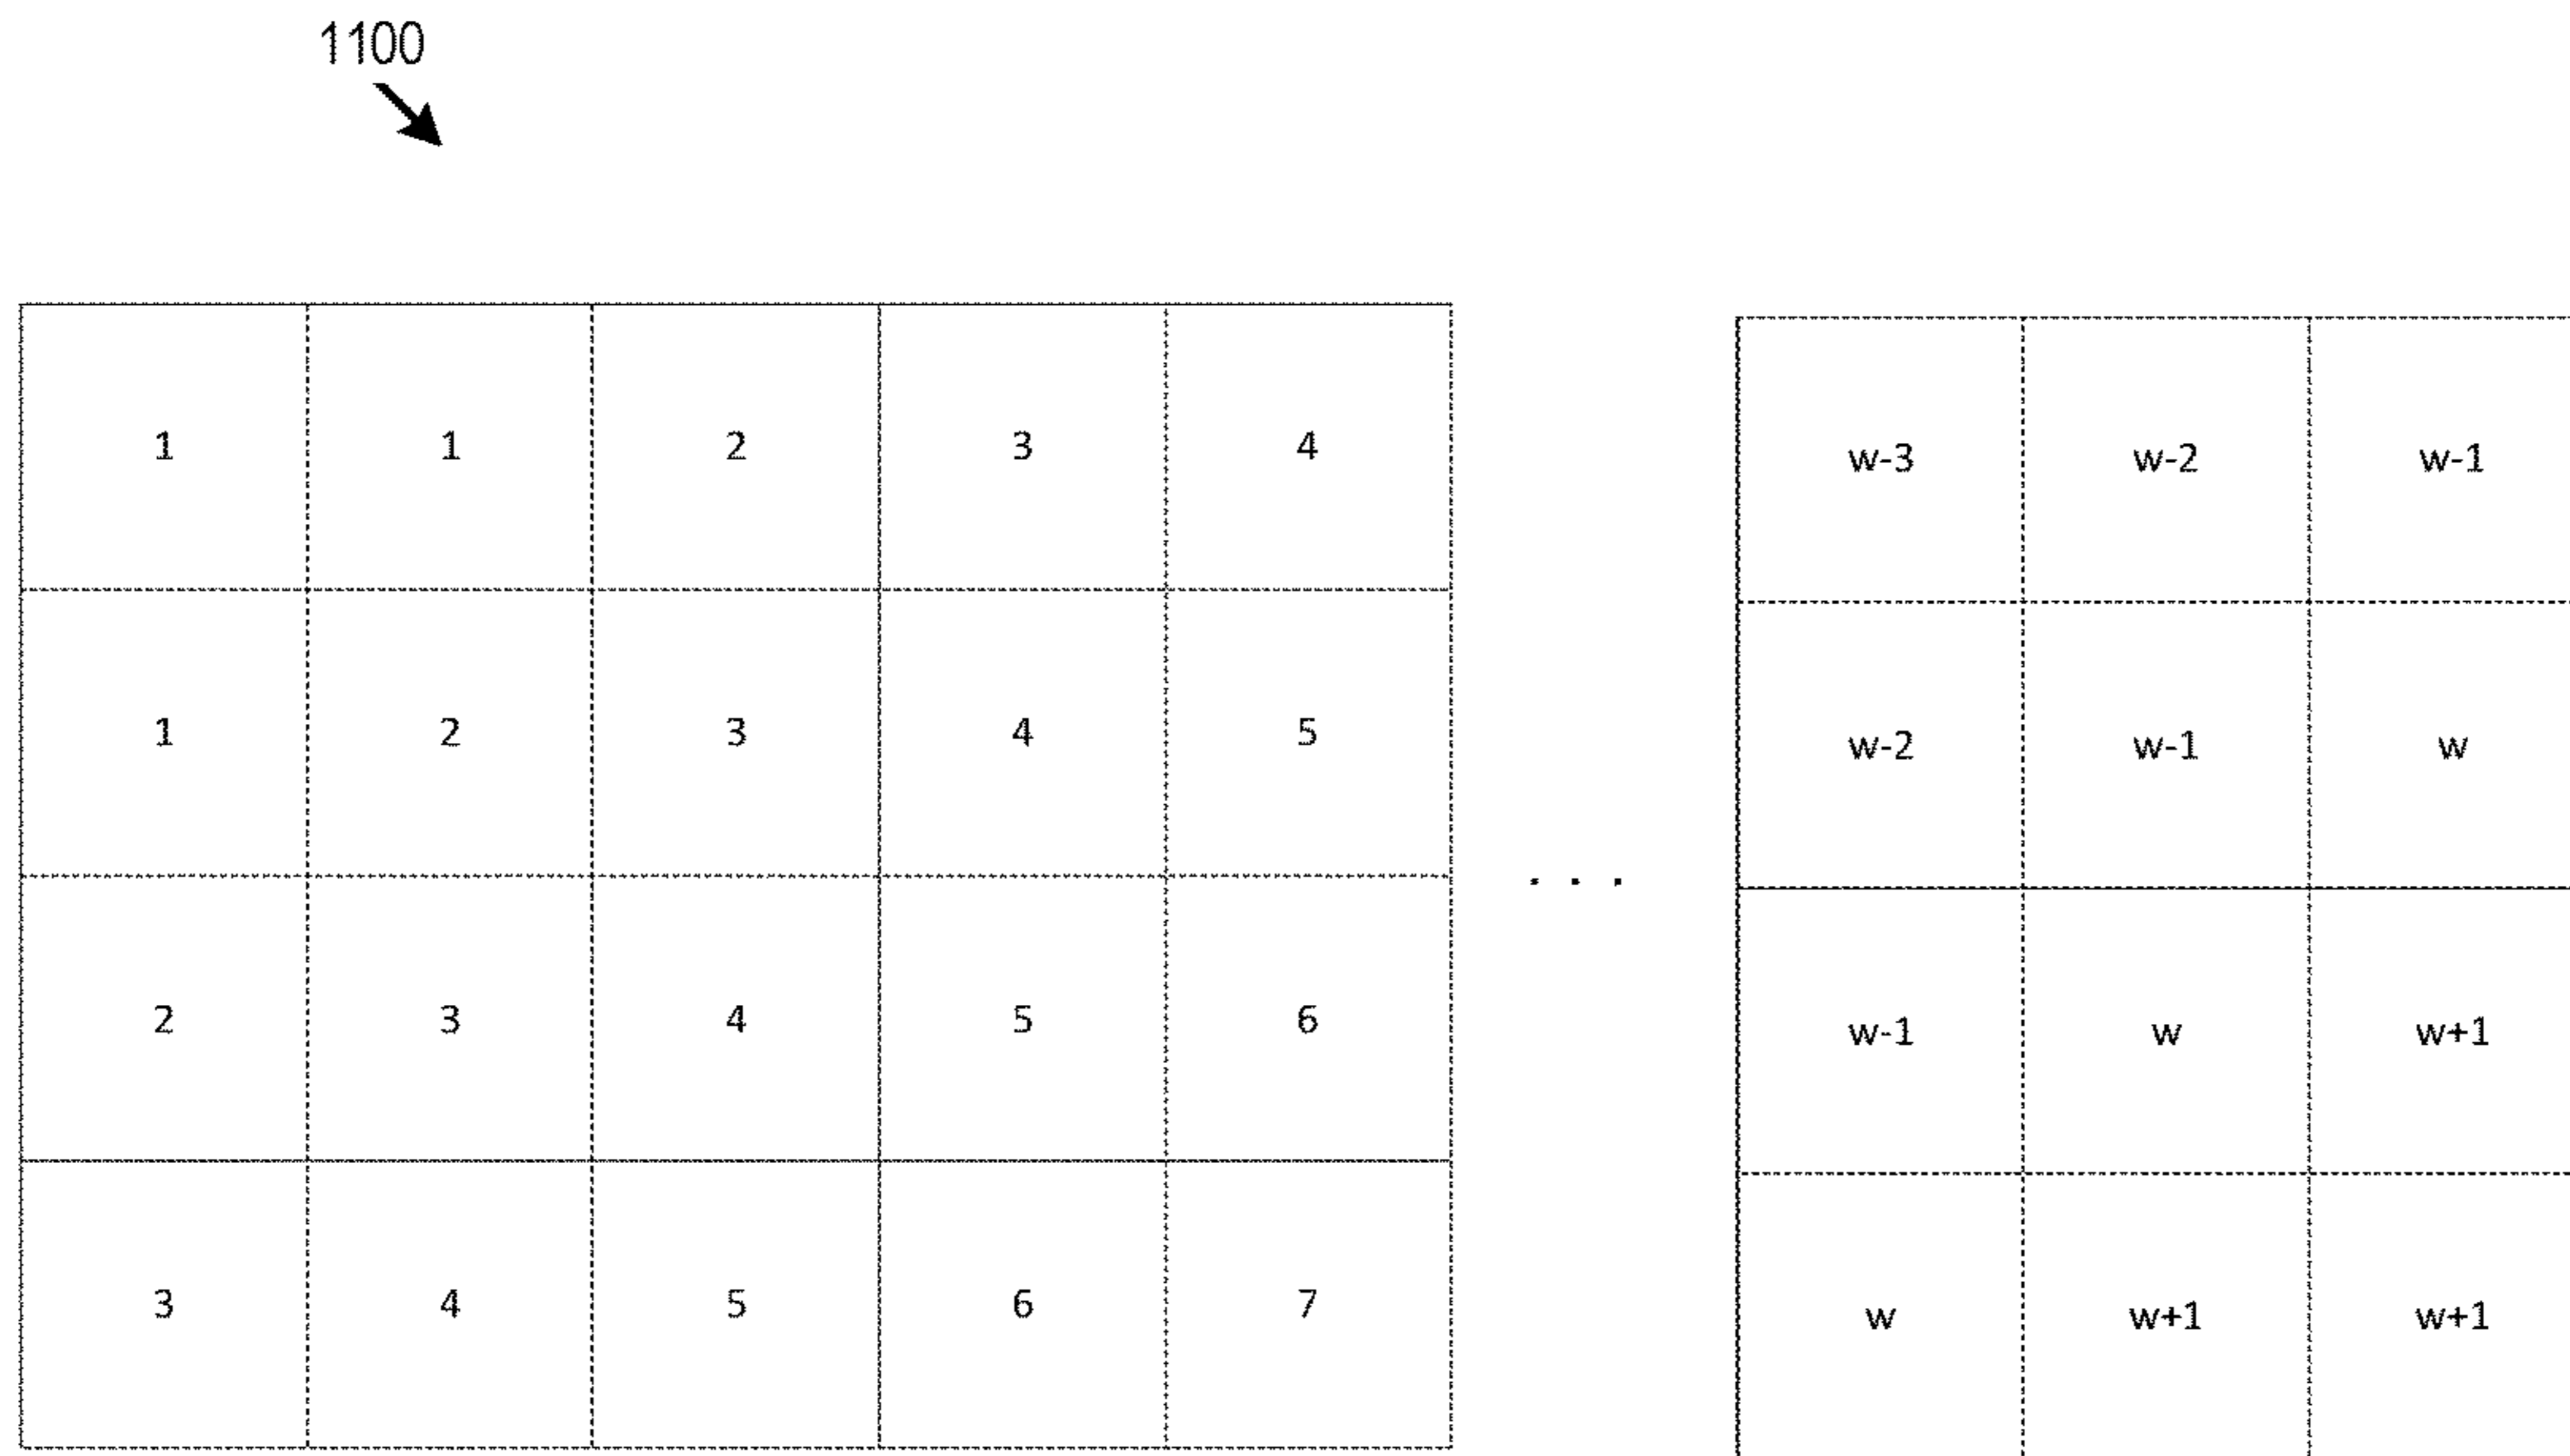 1100
1 1 2 3 4 w-3 w-2 w-1
1 2 3 4 5 w-2 w-1 w
. . .
2 3 4 5 6 w-1 w w+1
3 4 5 6 7 w w+1 w+1